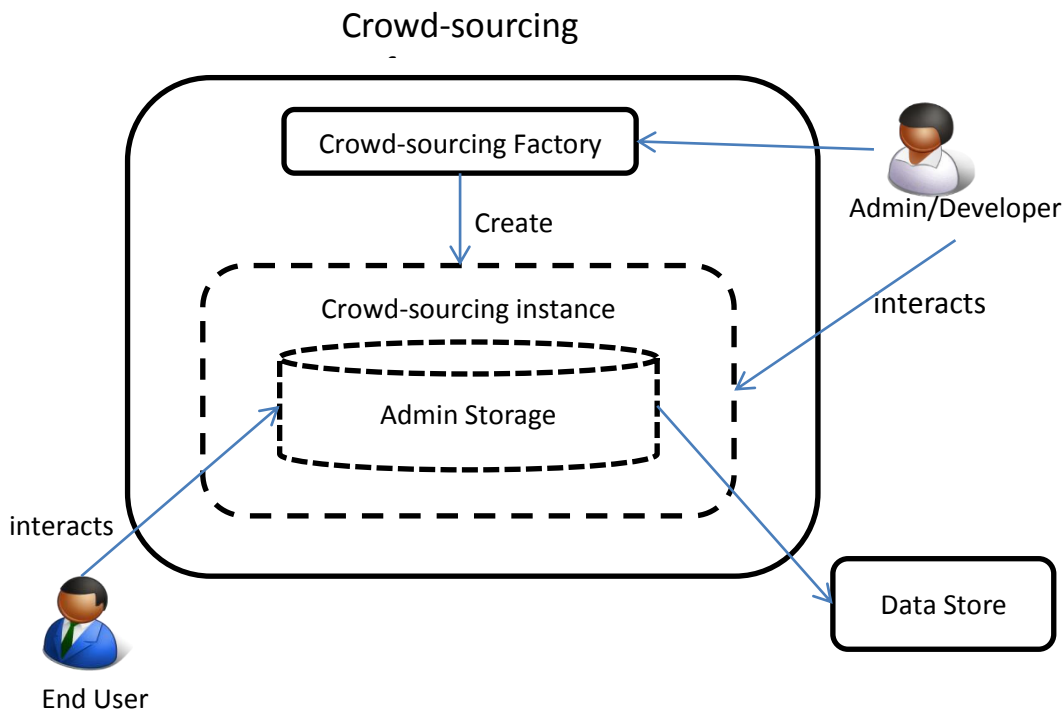 Crowd-sourcing
Crowd-sourcing Factory
Create
Admin/Developer
Crowd-sourcing instance
interacts
Admin Storage
interacts
Data Store
End User